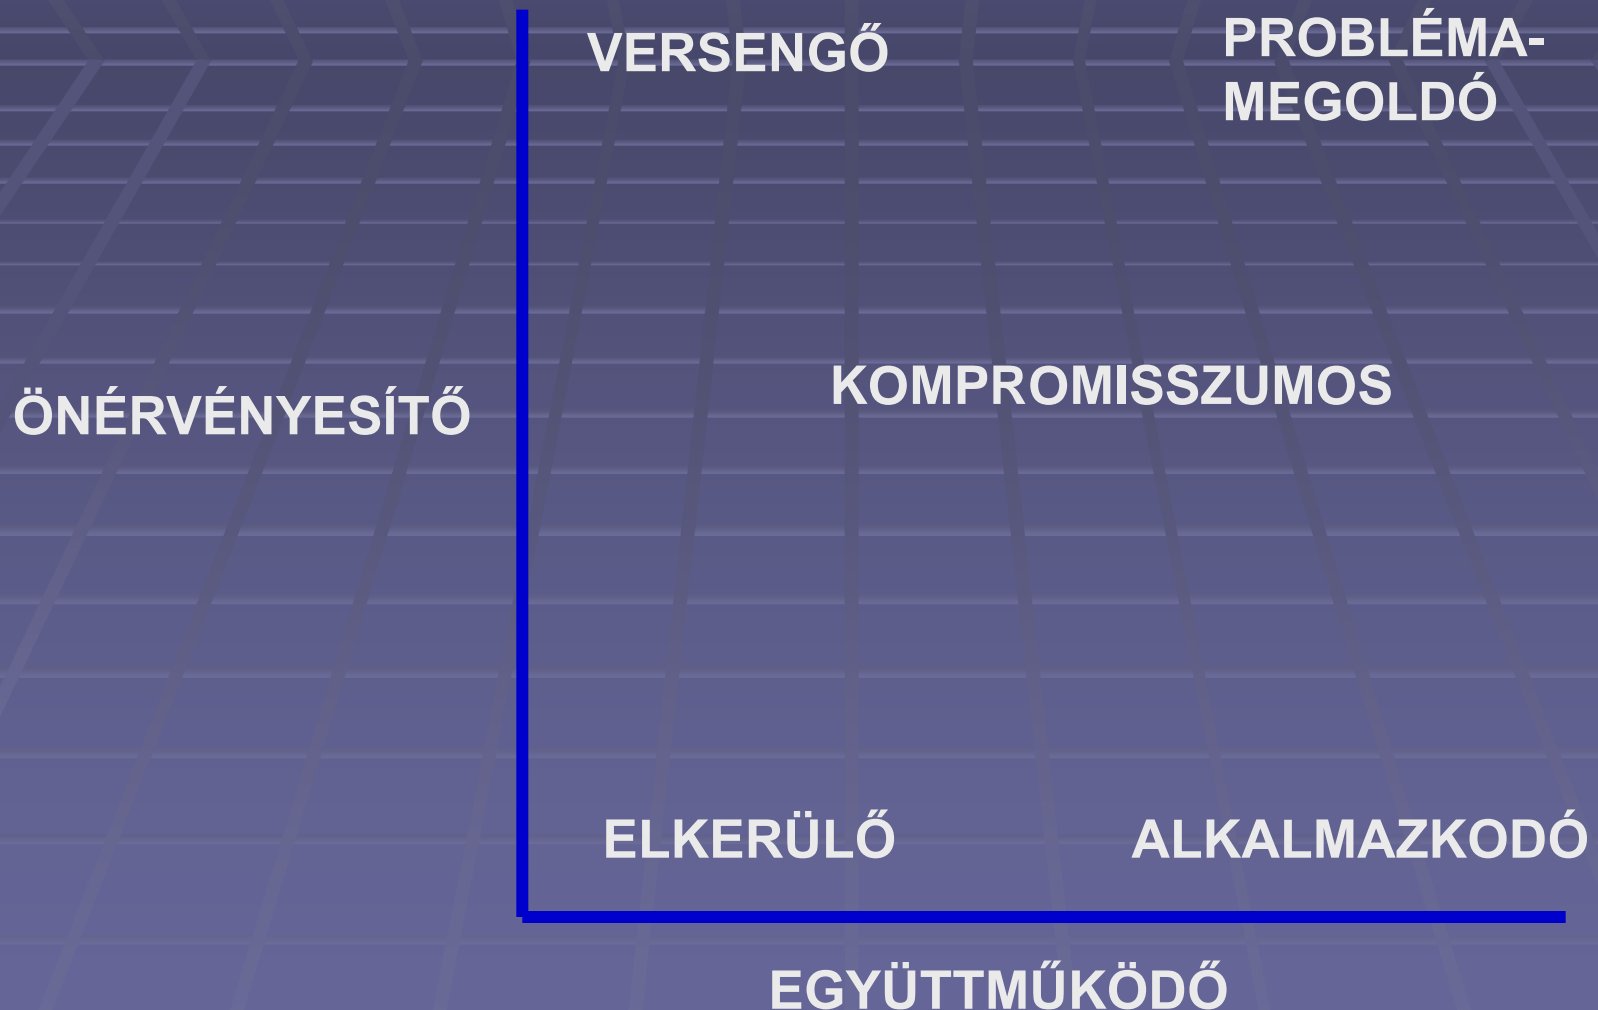 VERSENGŐ
PROBLÉMA-
MEGOLDÓ
ÖNÉRVÉNYESÍTŐ
KOMPROMISSZUMOS
ELKERÜLŐ
ALKALMAZKODÓ
EGYÜTTMŰKÖDŐ